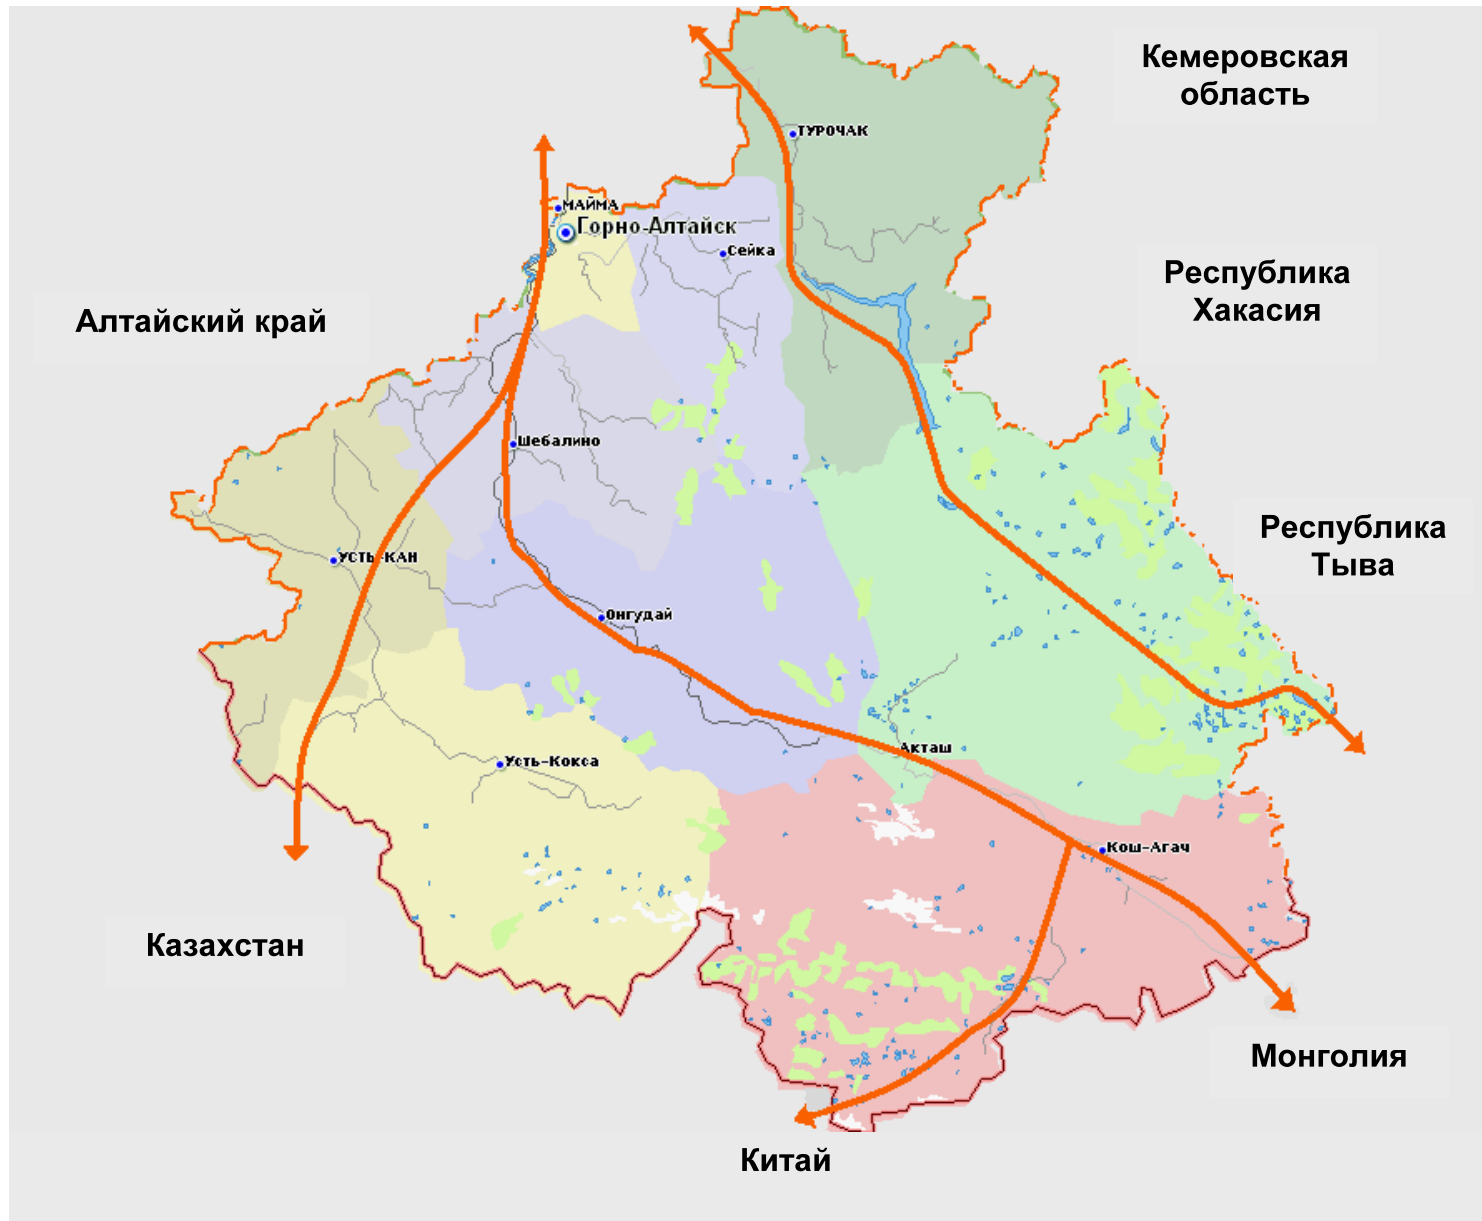 Кемеровская
область
ТУРОЧАК
МАЙМА
Горно-Алтайск
Сейка
Республика
Хакасия
Алтайский край
Шебалино
Республика
Тыва
УСТЬ-КАН
Онгудай
Акташ
Усть-Кокса
Кош-Агач
Казахстан
Монголия
Китай